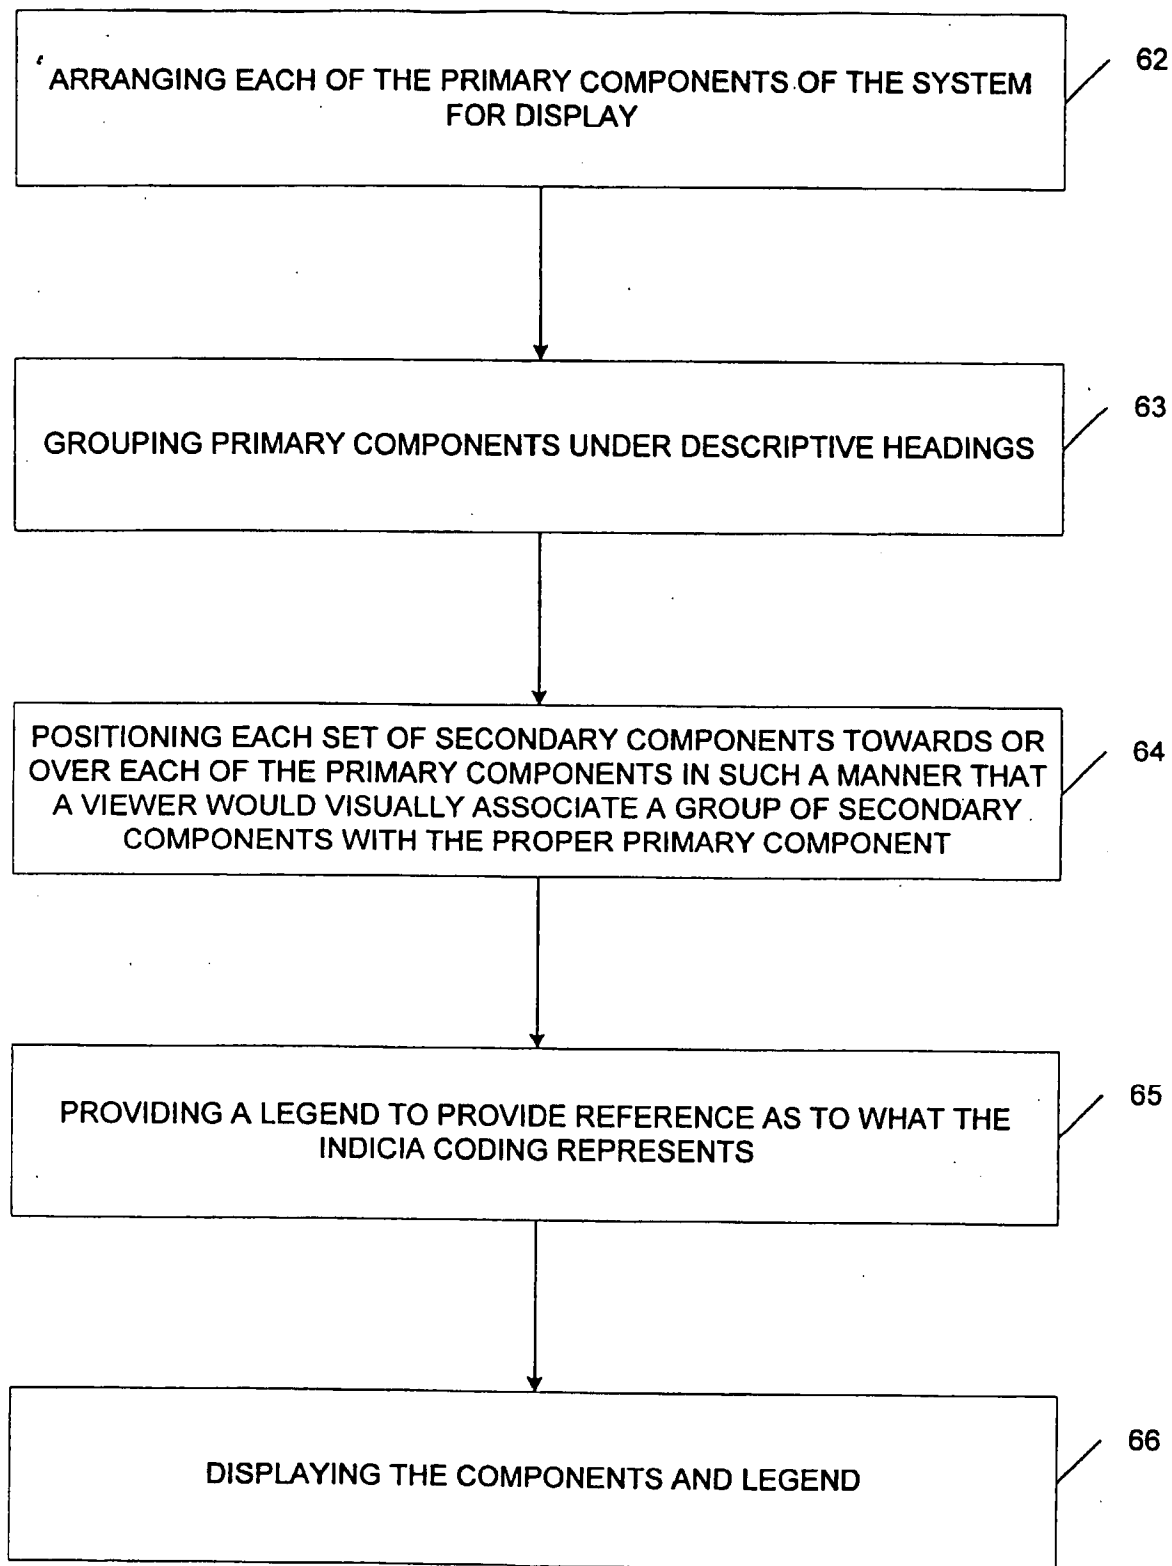 62
ARRANGING EACH OF THE PRIMARY COMPONENTS OF THE SYSTEM
FOR DISPLAY
63
GROUPING PRIMARY COMPONENTS UNDER DESCRIPTIVE HEADINGS
64
POSITIONING EACH SET OF SECONDARY COMPONENTS TOWARDS OR
OVER EACH OF THE PRIMARY COMPONENTS IN SUCH A MANNER THAT
A VIEWER WOULD VISUALLY ASSOCIATE A GROUP OF SECONDARY
COMPONENTS WITH THE PROPER PRIMARY COMPONENT
65
PROVIDING A LEGEND TO PROVIDE REFERENCE AS TO WHAT THE
INDICIA CODING REPRESENTS
66
DISPLAYING THE COMPONENTS AND LEGEND